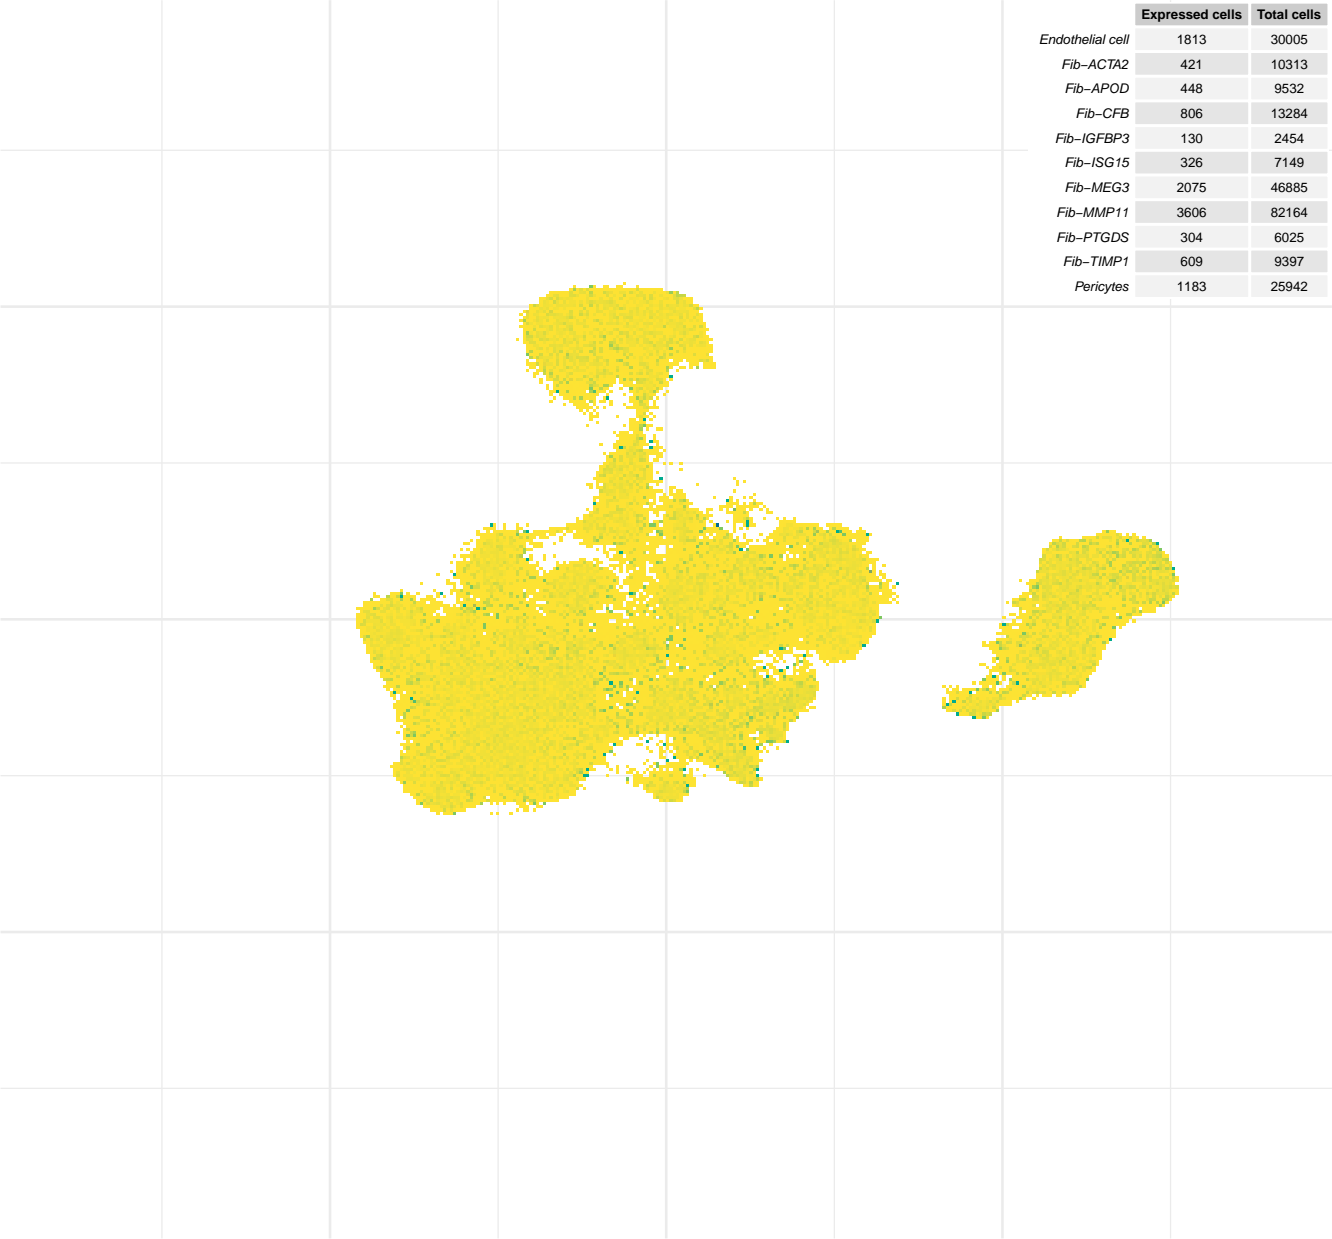 Expressed cells Total cells
Endothelial cell 1813 30005
Fib−ACTA2 421 10313
Fib−APOD 448 9532
Fib−CFB 806 13284
Fib−IGFBP3 130 2454
Fib−ISG15 326 7149
Fib−MEG3 2075 46885
Fib−MMP11 3606 82164
Fib−PTGDS 304 6025
Fib−TIMP1 609 9397
Pericytes 1183 25942